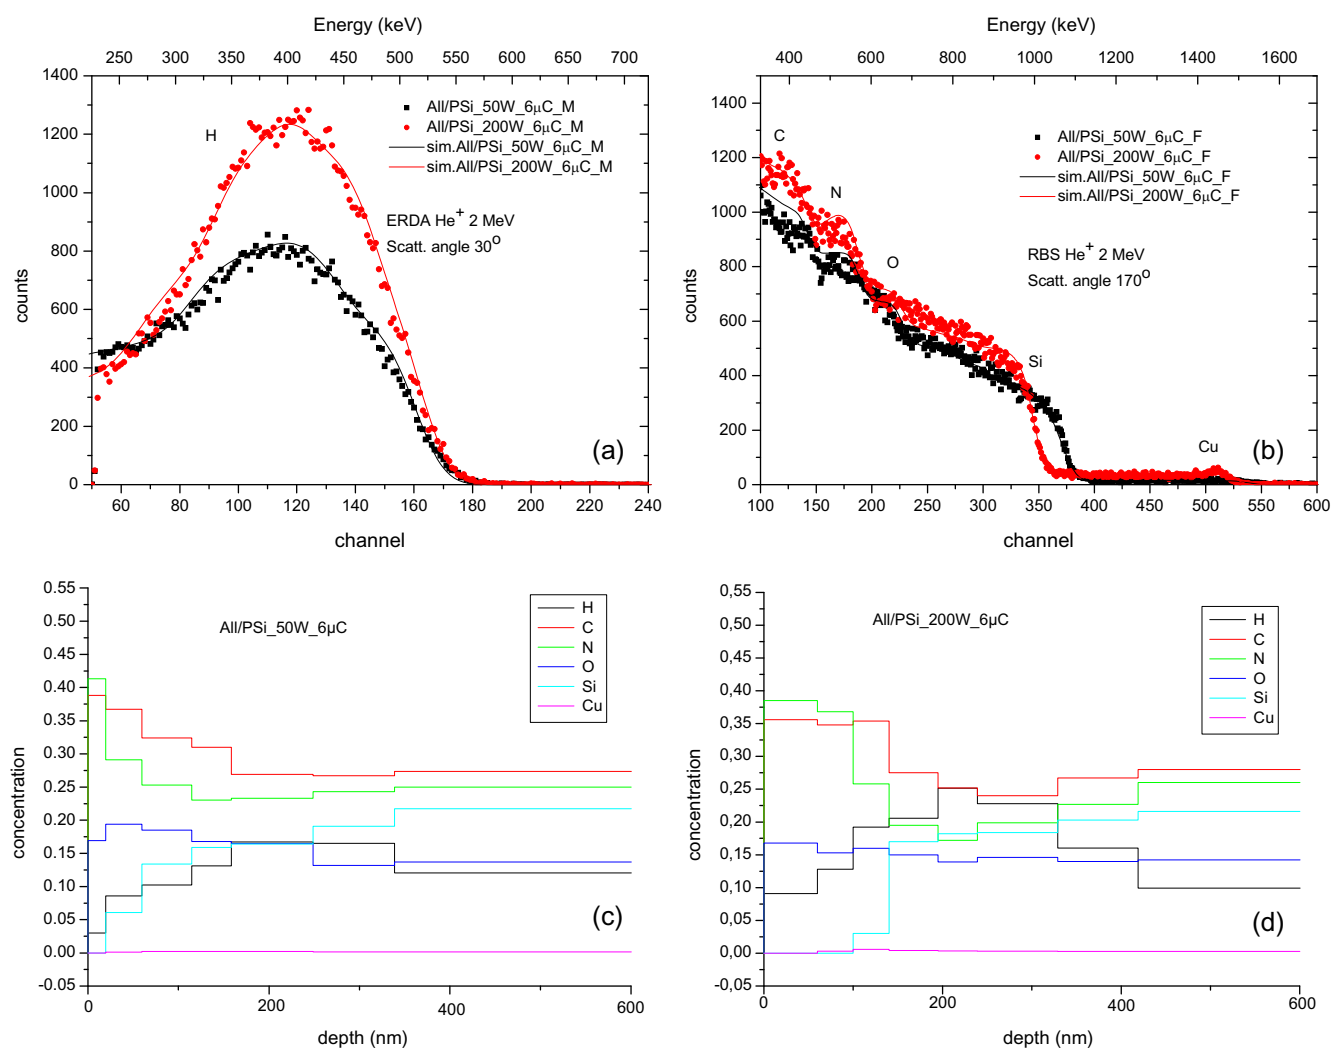 Energy (keV)
250 300 350 400 450 500 550 600 650 700
1400
1200
1000
800
600
400
200
0
counts
H
All/PSi_50W_6μC_M
All/PSi_200W_6μC_M
sim.All/PSi_50W_6μC_M
sim.All/PSi_200W_6μC_M
ERDA He+ 2 MeV
Scatt. angle 30o
(a)
60 80 100 120 140 160 180 200 220 240
channel
Energy (keV)
400 600 800 1000 1200 1400 1600
1400
1200
1000
800
600
400
200
0
counts
C
N
O
Si
Cu
All/PSi_50W_6μC_F
All/PSi_200W_6μC_F
sim.All/PSi_50W_6μC_F
sim.All/PSi_200W_6μC_F
RBS He+ 2 MeV
Scatt. angle 170o
(b)
100 150 200 250 300 350 400 450 500 550 600
channel
0.55
0.50
0.45
0.40
0.35
0.30
0.25
0.20
0.15
0.10
0.05
0.00
-0.05
concentration
All/PSi_50W_6μC
H
C
N
O
Si
Cu
(c)
0 200 400 600
depth (nm)
0,55
0,50
0,45
0,40
0,35
0,30
0,25
0,20
0,15
0,10
0,05
0,00
-0,05
concentration
All/PSi_200W_6μC
H
C
N
O
Si
Cu
(d)
0 200 400 600
depth (nm)